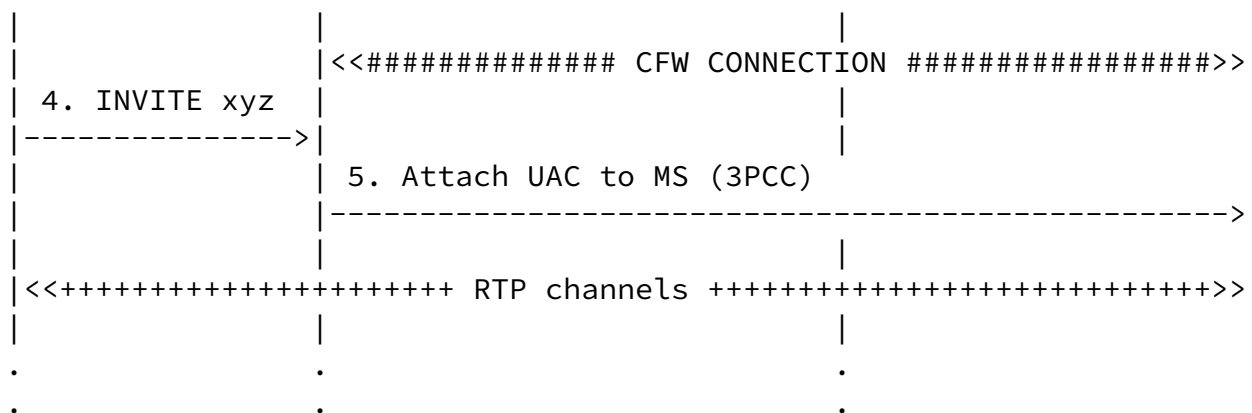 |                |                            |
|                |<<############## CFW CONNECTION #################>>
| 4. INVITE xyz  |                            |
|--------------->|                            |
|                | 5. Attach UAC to MS (3PCC)
|                |-------------------------------------------------->
|                |                            |
|<<++++++++++++++++++++++ RTP channels ++++++++++++++++++++++++++++>>
|                |                            |
.                .                            .
.                .                            .